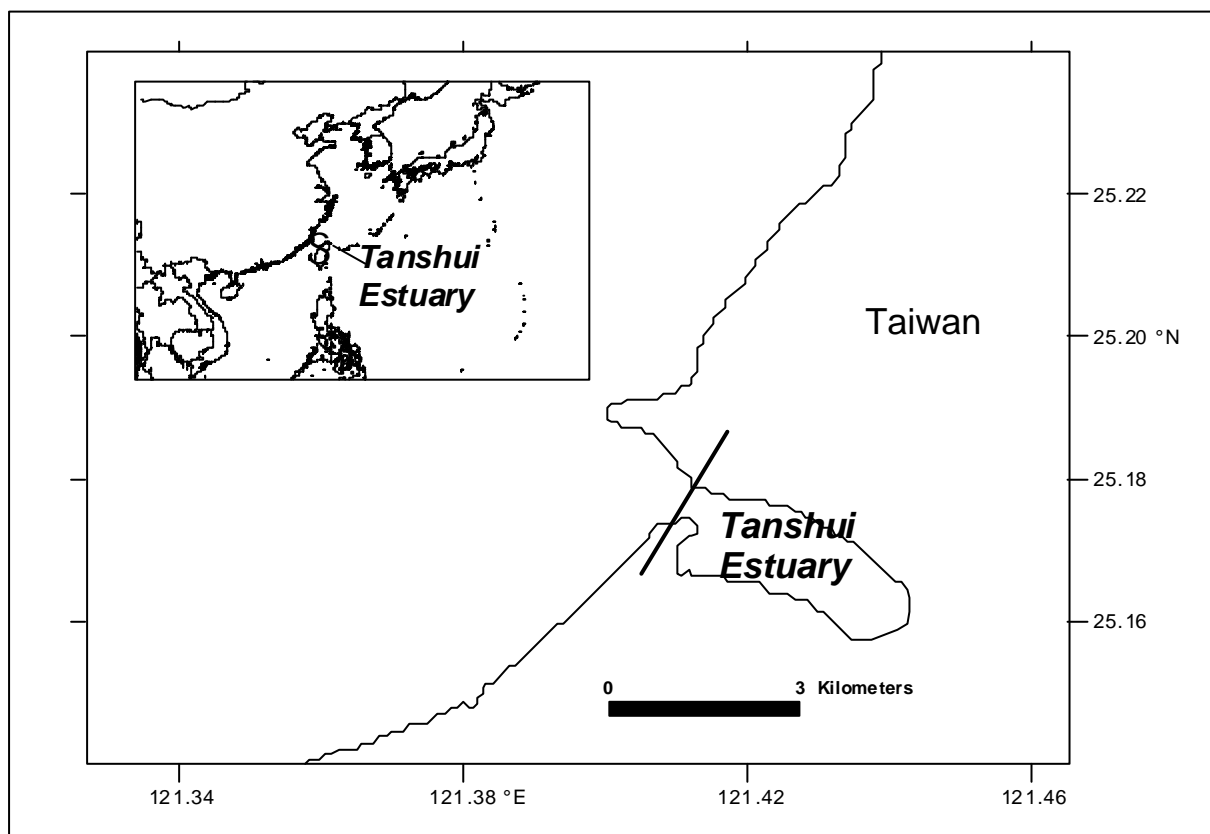 Tanshui
Estuary
Taiwan
Tanshui
Estuary
0 3 Kilometers
25.22
25.20 °N
25.18
25.16
121.34 121.38 °E 121.42 121.46